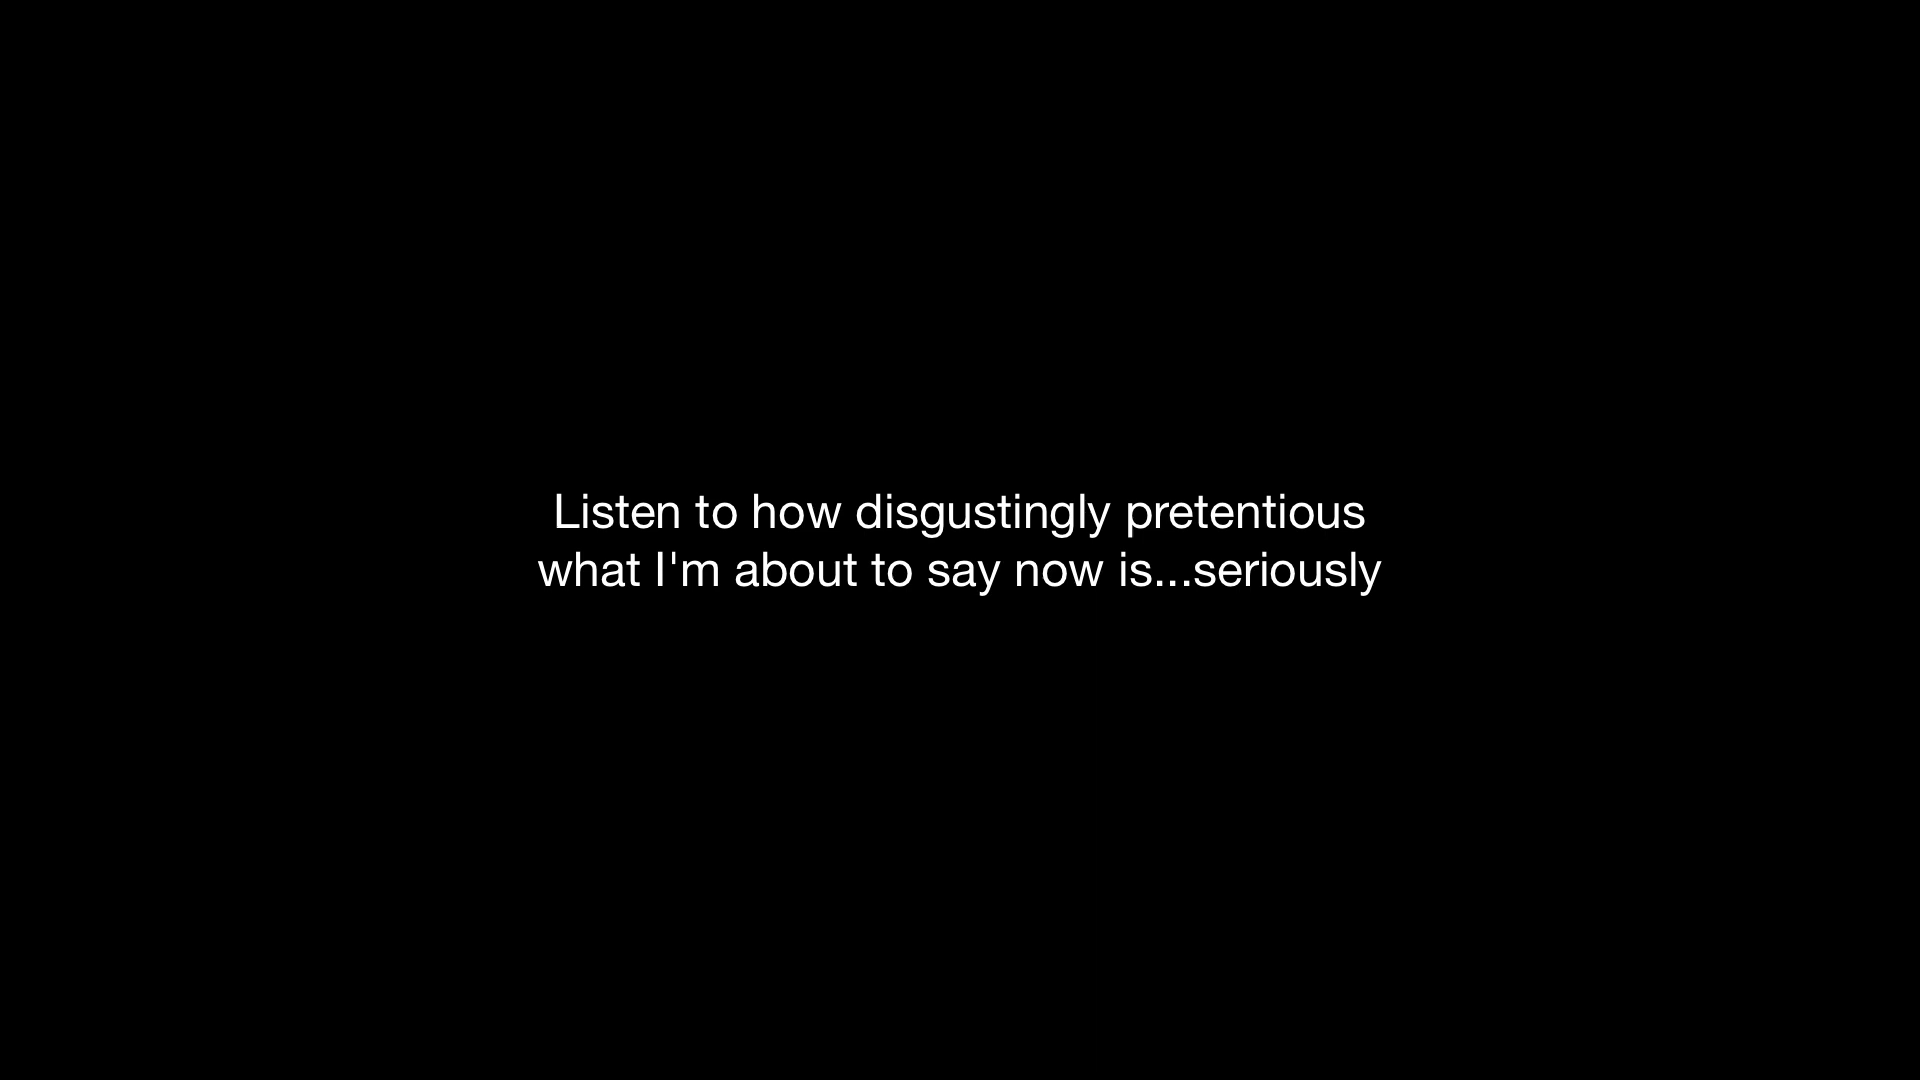 Listen to how disgustingly pretentious
what I'm about to say now is...seriously